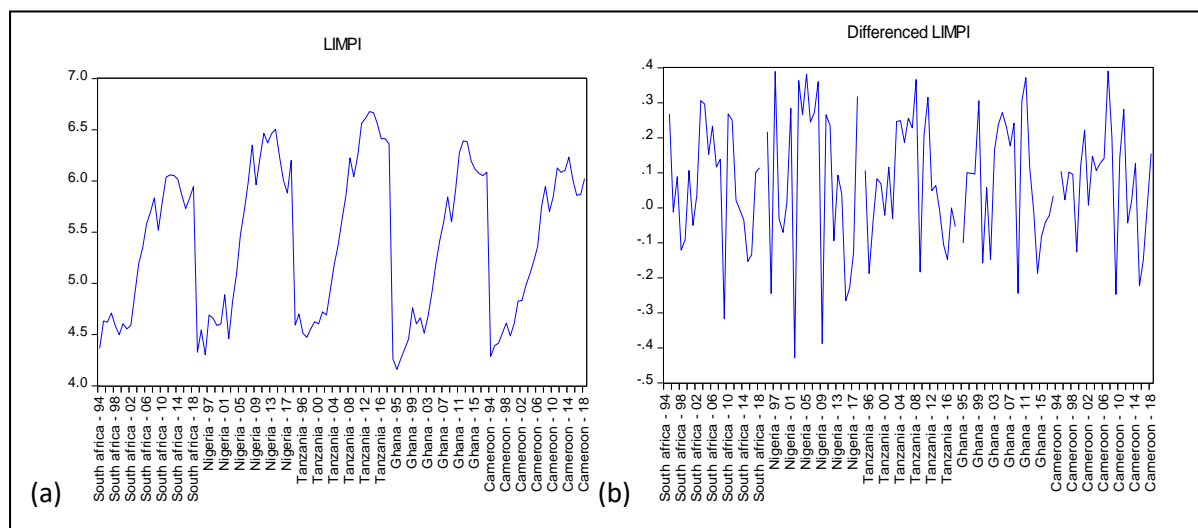 LIMPI
7.0
6.5
6.0
5.5
5.0
4.5
4.0
South africa - 94
South africa - 98
South africa - 02
South africa - 06
South africa - 10
South africa - 14
South africa - 18
Nigeria - 97
Nigeria - 01
Nigeria - 05
Nigeria - 09
Nigeria - 13
Nigeria - 17
Tanzania - 96
Tanzania - 00
Tanzania - 04
Tanzania - 08
Tanzania - 12
Tanzania - 16
Ghana - 95
Ghana - 99
Ghana - 03
Ghana - 07
Ghana - 11
Ghana - 15
Cameroon - 94
Cameroon - 98
Cameroon - 02
Cameroon - 06
Cameroon - 10
Cameroon - 14
Cameroon - 18
(a)
Differenced LIMPI
.4
.3
.2
.1
.0
-.1
-.2
-.3
-.4
-.5
South africa - 94
South africa - 98
South africa - 02
South africa - 06
South africa - 10
South africa - 14
South africa - 18
Nigeria - 97
Nigeria - 01
Nigeria - 05
Nigeria - 09
Nigeria - 13
Nigeria - 17
Tanzania - 96
Tanzania - 00
Tanzania - 04
Tanzania - 08
Tanzania - 12
Tanzania - 16
Ghana - 95
Ghana - 99
Ghana - 03
Ghana - 07
Ghana - 11
Ghana - 15
Cameroon - 94
Cameroon - 98
Cameroon - 02
Cameroon - 06
Cameroon - 10
Cameroon - 14
Cameroon - 18
(b)